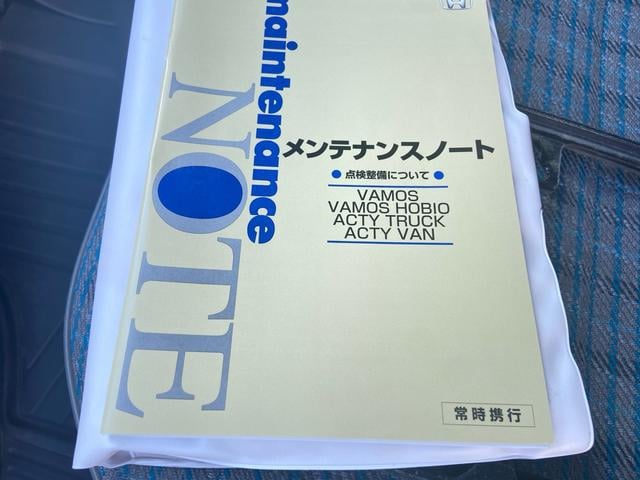 maintenance
NOTE
メンテナンスノート
● 点検整備について ●
VAMOS
VAMOS HOBIO
ACTY TRUCK
ACTY VAN
常時携行